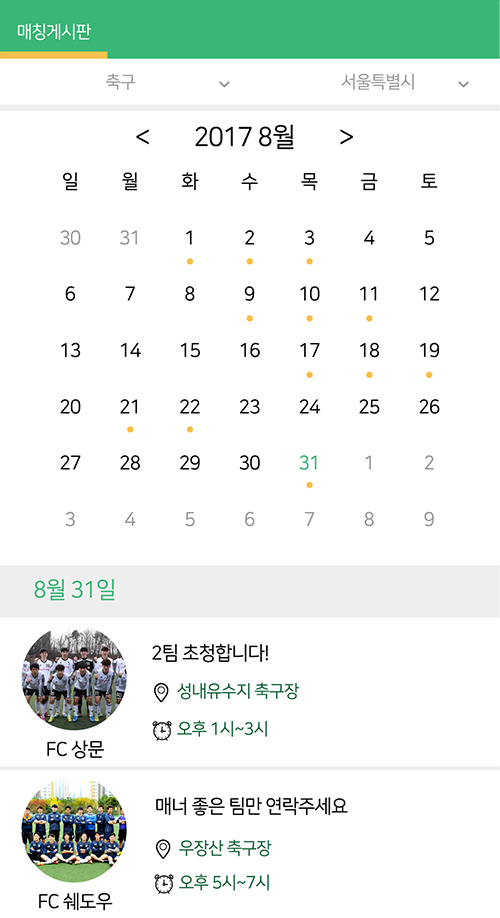 매칭게시판
축구 서울특별시
< 2017 8월 >
일 월 화 수 목 금 토
30 31 1 2 3 4 5
6 7 8 9 10 11 12
13 14 15 16 17 18 19
20 21 22 23 24 25 26
27 28 29 30 31 1 2
3 4 5 6 7 8 9
8월 31일
2팀 초청합니다!
성내유수지 축구장
오후 1시~3시
FC 상문
매너 좋은 팀만 연락주세요
우장산 축구장
오후 5시~7시
FC 쉐도우